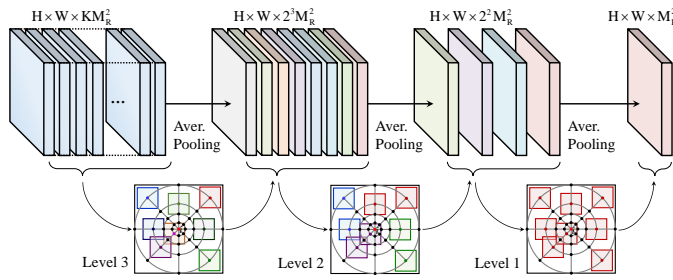 H × W × KM_R^2
H × W × 2^3 M_R^2
H × W × 2^2 M_R^2
H × W × M_R^2
...
Aver.
Pooling
Aver.
Pooling
Aver.
Pooling
Level 3
Level 2
Level 1